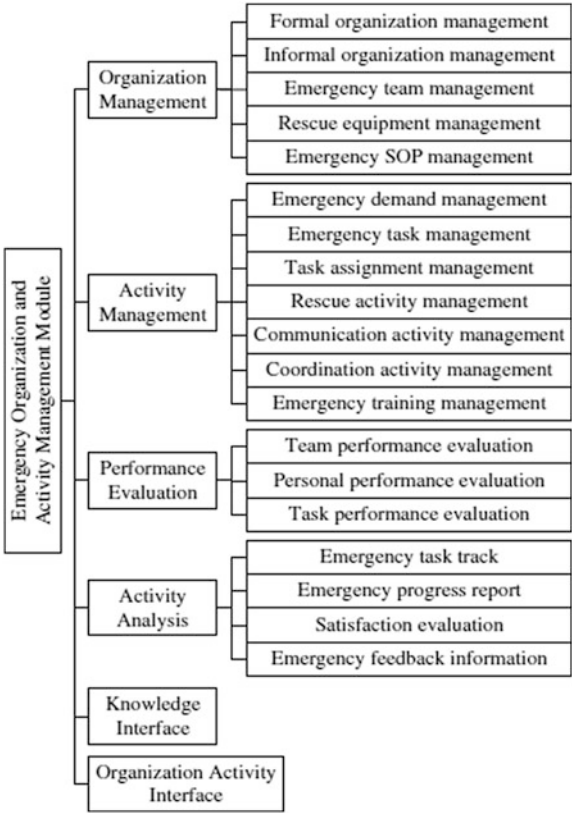 Emergency Organization and
Activity Management Module
Organization
Management
Formal organization management
Informal organization management
Emergency team management
Rescue equipment management
Emergency SOP management
Activity
Management
Emergency demand management
Emergency task management
Task assignment management
Rescue activity management
Communication activity management
Coordination activity management
Emergency training management
Performance
Evaluation
Team performance evaluation
Personal performance evaluation
Task performance evaluation
Activity
Analysis
Emergency task track
Emergency progress report
Satisfaction evaluation
Emergency feedback information
Knowledge
Interface
Organization Activity
Interface